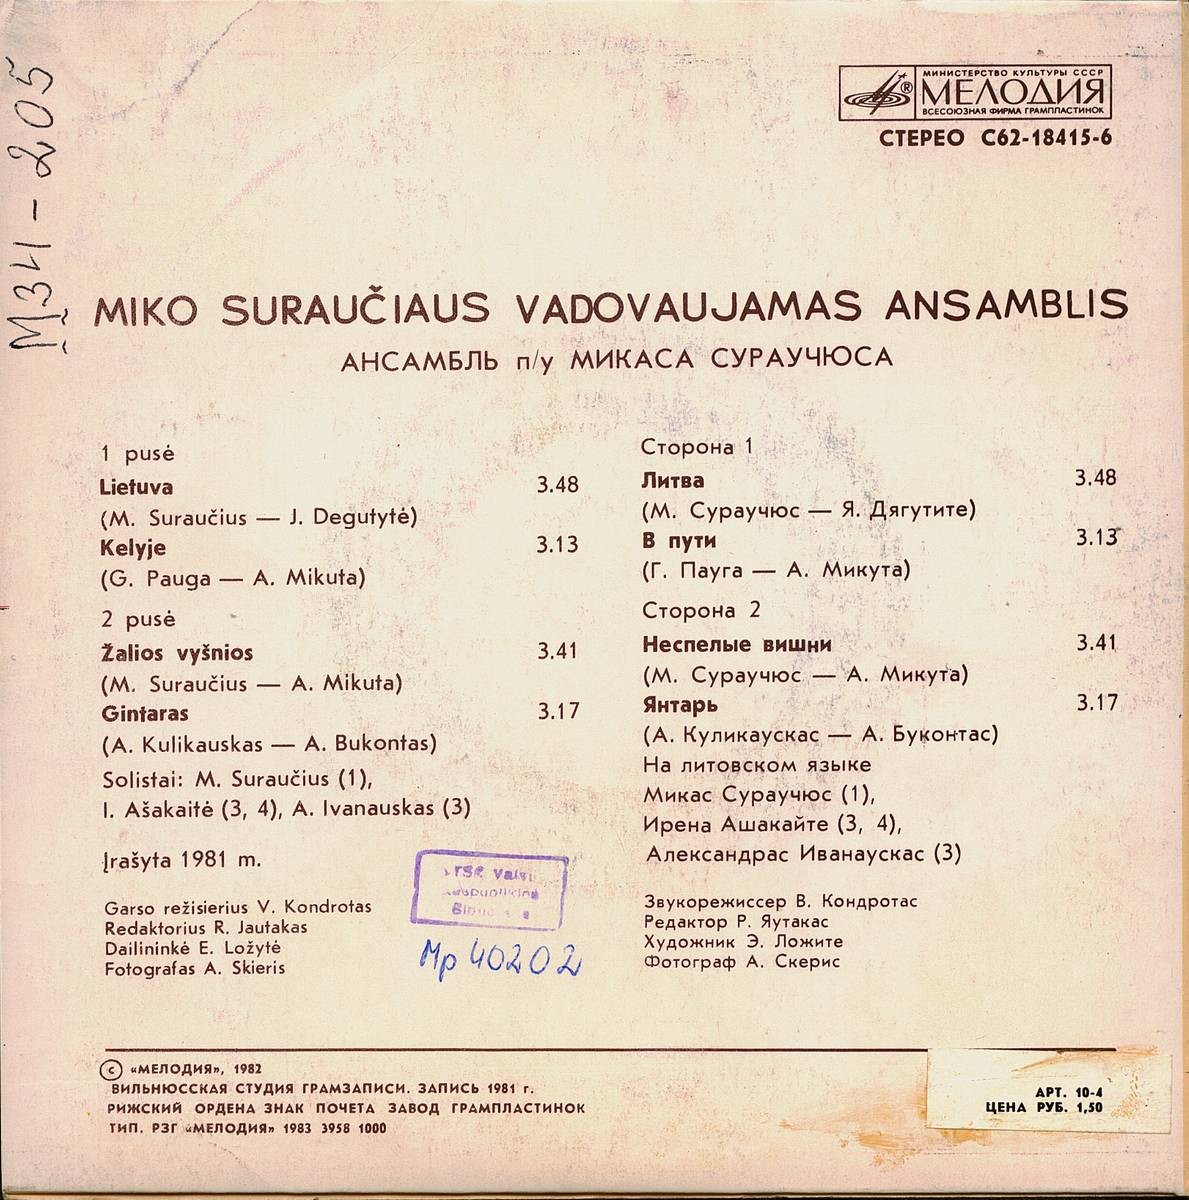 M34-205
МИНИСТЕРСТВО КУЛЬТУРЫ СССР
МЕЛОДИЯ
ВСЕСОЮЗНАЯ ФИРМА ГРАМПЛАСТИНОК
СТЕРЕО С62-18415-6
MIKO SURAUČIAUS VADOVAUJAMAS ANSAMBLIS
АНСАМБЛЬ п/у МИКАСА СУРАУЧЮСА
1 pusė
Lietuva 3.48
(M. Suraučius — J. Degutytė)
Kelyje 3.13
(G. Pauga — A. Mikuta)
2 pusė
Žalios vyšnios 3.41
(M. Suraučius — A. Mikuta)
Gintaras 3.17
(A. Kulikauskas — A. Bukontas)
Solistai: M. Suraučius (1),
I. Ašakaitė (3, 4), A. Ivanauskas (3)
Įrašyta 1981 m.
Garso režisierius V. Kondrotas
Redaktorius R. Jautakas
Dailininkė E. Ložytė
Fotografas A. Skieris
Mp 40202
Сторона 1
Литва 3.48
(М. Сураучюс — Я. Дягутите)
В пути 3.13
(Г. Пауга — А. Микута)
Сторона 2
Неспелые вишни 3.41
(М. Сураучюс — А. Микута)
Янтарь 3.17
(А. Куликаускас — А. Буконтас)
На литовском языке
Микас Сураучюс (1),
Ирена Ашакайте (3, 4),
Александрас Иванаускас (3)
Звукорежиссер В. Кондротас
Редактор Р. Яутакас
Художник Э. Ложите
Фотограф А. Скерис
© «МЕЛОДИЯ», 1982
ВИЛЬНЮССКАЯ СТУДИЯ ГРАМЗАПИСИ. ЗАПИСЬ 1981 г.
РИЖСКИЙ ОРДЕНА ЗНАК ПОЧЕТА ЗАВОД ГРАМПЛАСТИНОК
ТИП. РЗГ «МЕЛОДИЯ» 1983 3958 1000
АРТ. 10-4
ЦЕНА РУБ. 1,50